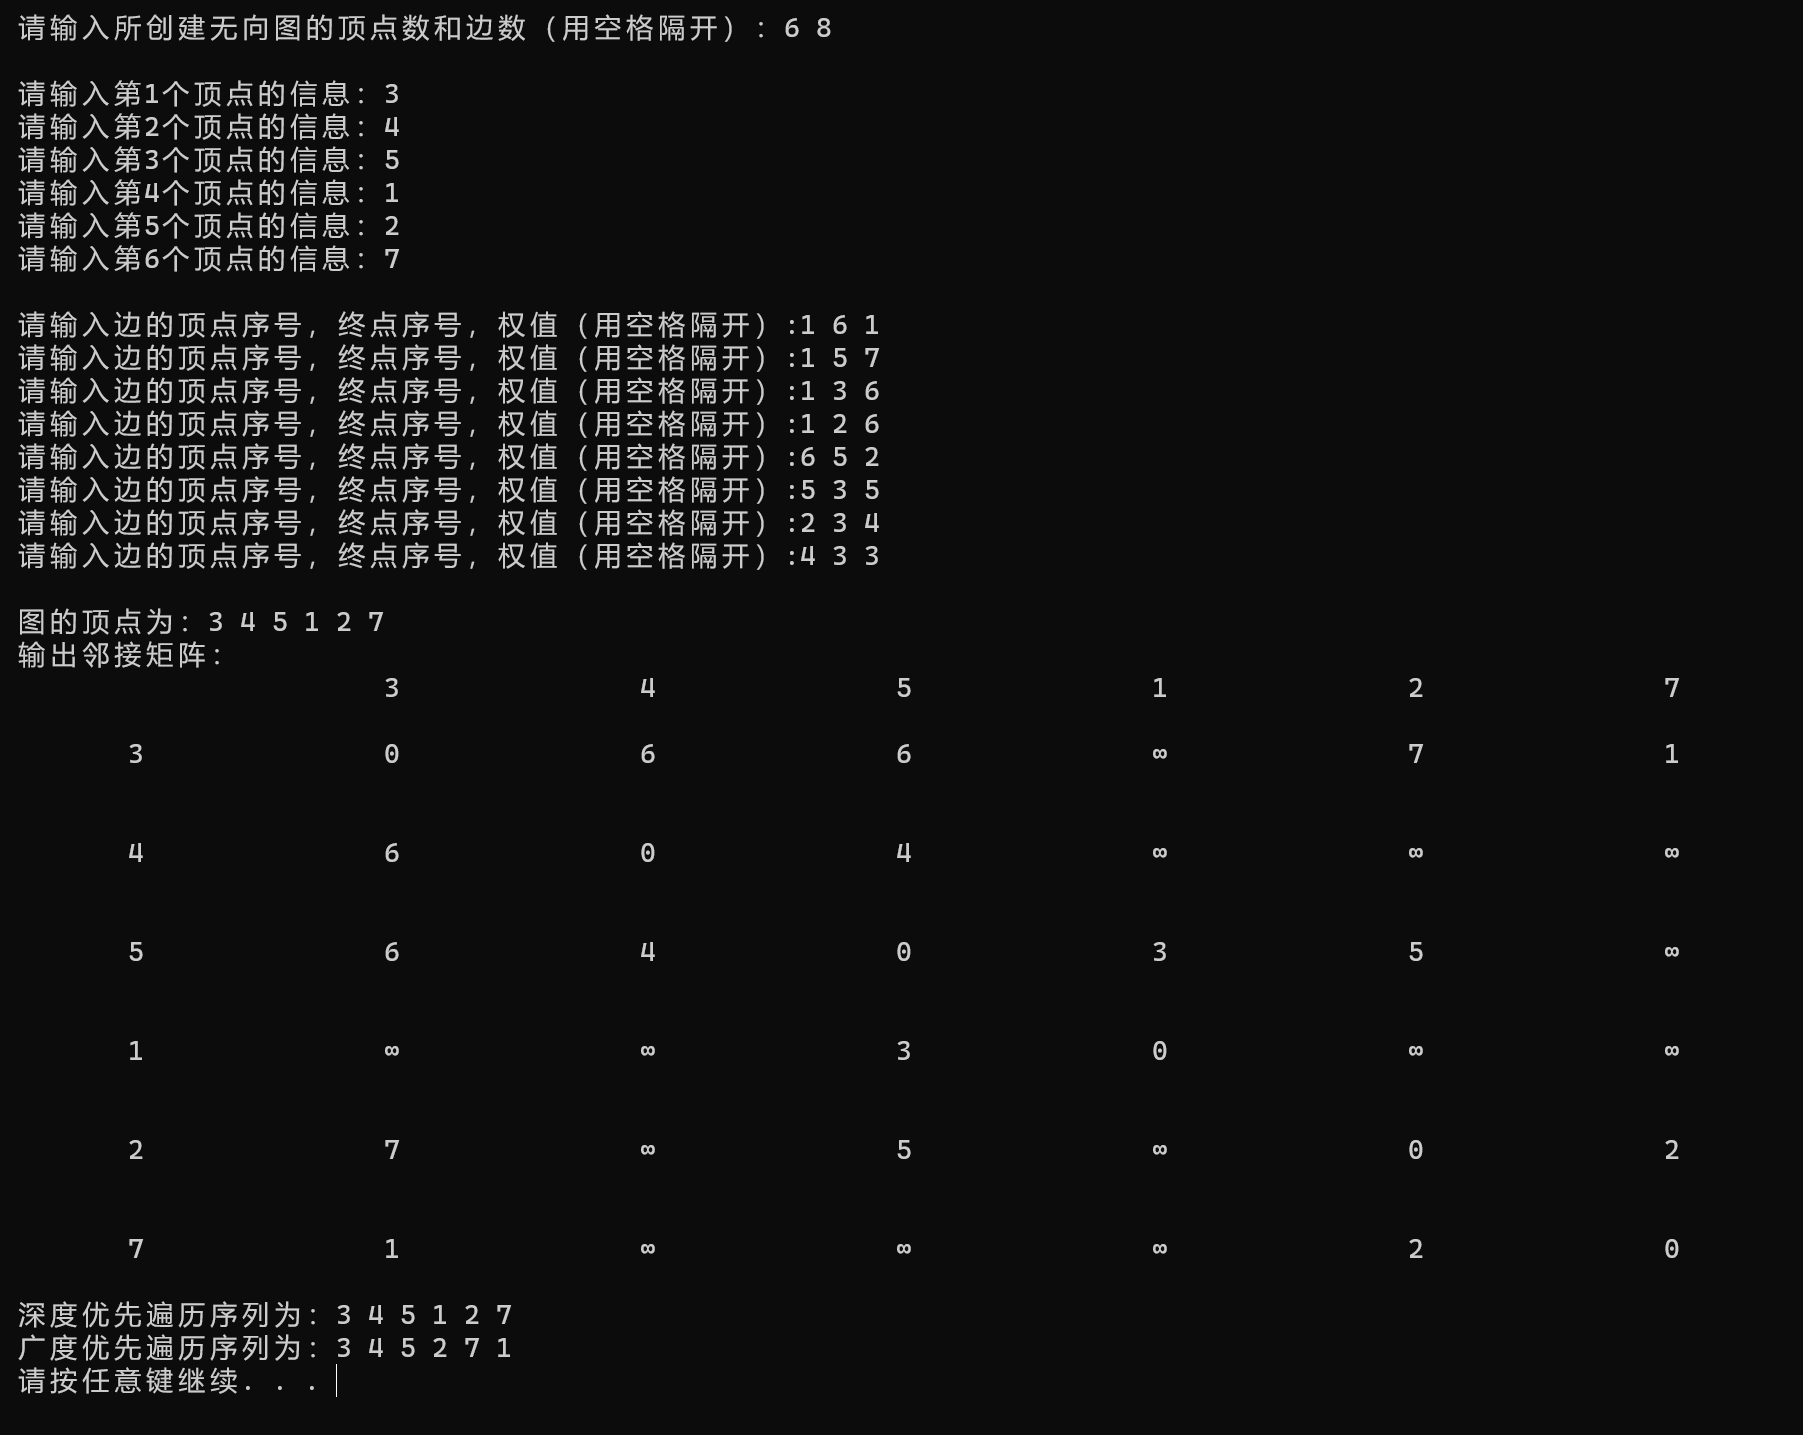 请输入所创建无向图的顶点数和边数（用空格隔开）：6 8
请输入第1个顶点的信息：3
请输入第2个顶点的信息：4
请输入第3个顶点的信息：5
请输入第4个顶点的信息：1
请输入第5个顶点的信息：2
请输入第6个顶点的信息：7
请输入边的顶点序号，终点序号，权值（用空格隔开）:1 6 1
请输入边的顶点序号，终点序号，权值（用空格隔开）:1 5 7
请输入边的顶点序号，终点序号，权值（用空格隔开）:1 3 6
请输入边的顶点序号，终点序号，权值（用空格隔开）:1 2 6
请输入边的顶点序号，终点序号，权值（用空格隔开）:6 5 2
请输入边的顶点序号，终点序号，权值（用空格隔开）:5 3 5
请输入边的顶点序号，终点序号，权值（用空格隔开）:2 3 4
请输入边的顶点序号，终点序号，权值（用空格隔开）:4 3 3
图的顶点为：3 4 5 1 2 7
输出邻接矩阵：
3 4 5 1 2 7
3 0 6 6 ∞ 7 1
4 6 0 4 ∞ ∞ ∞
5 6 4 0 3 5 ∞
1 ∞ ∞ 3 0 ∞ ∞
2 7 ∞ 5 ∞ 0 2
7 1 ∞ ∞ ∞ 2 0
深度优先遍历序列为：3 4 5 1 2 7
广度优先遍历序列为：3 4 5 2 7 1
请按任意键继续. . .